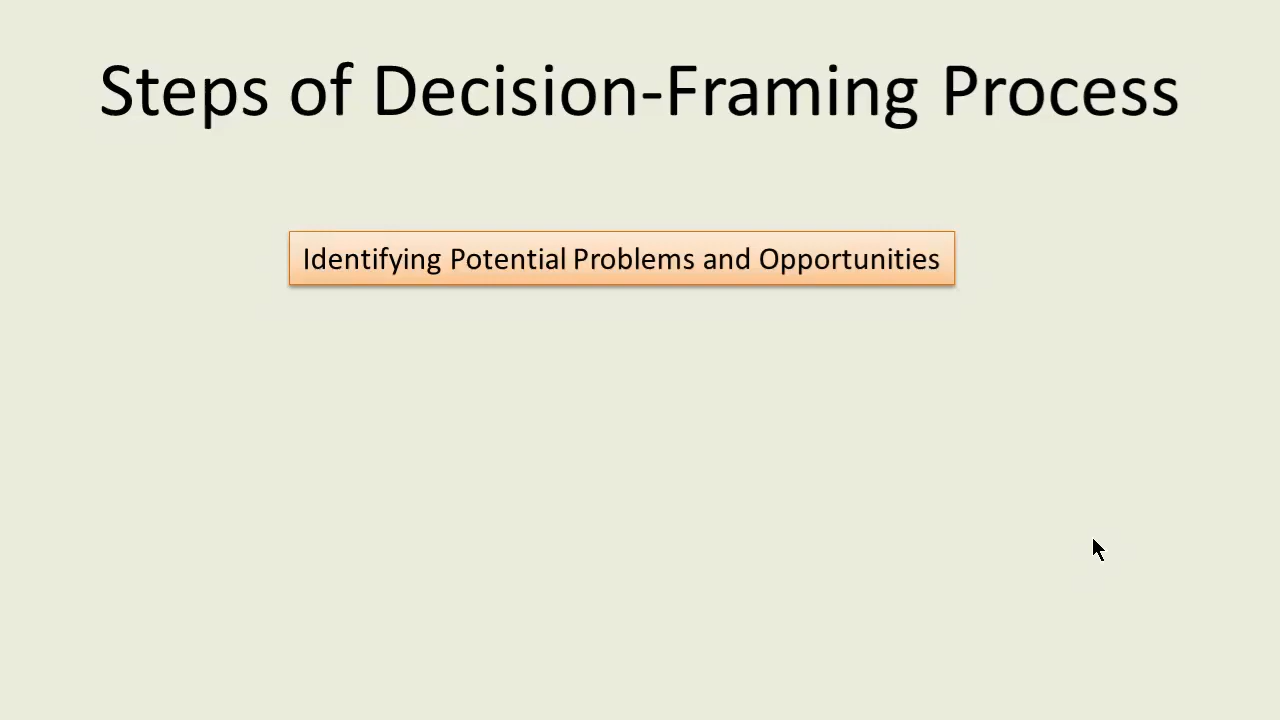 Steps of Decision-Framing Process
Identifying Potential Problems and Opportunities